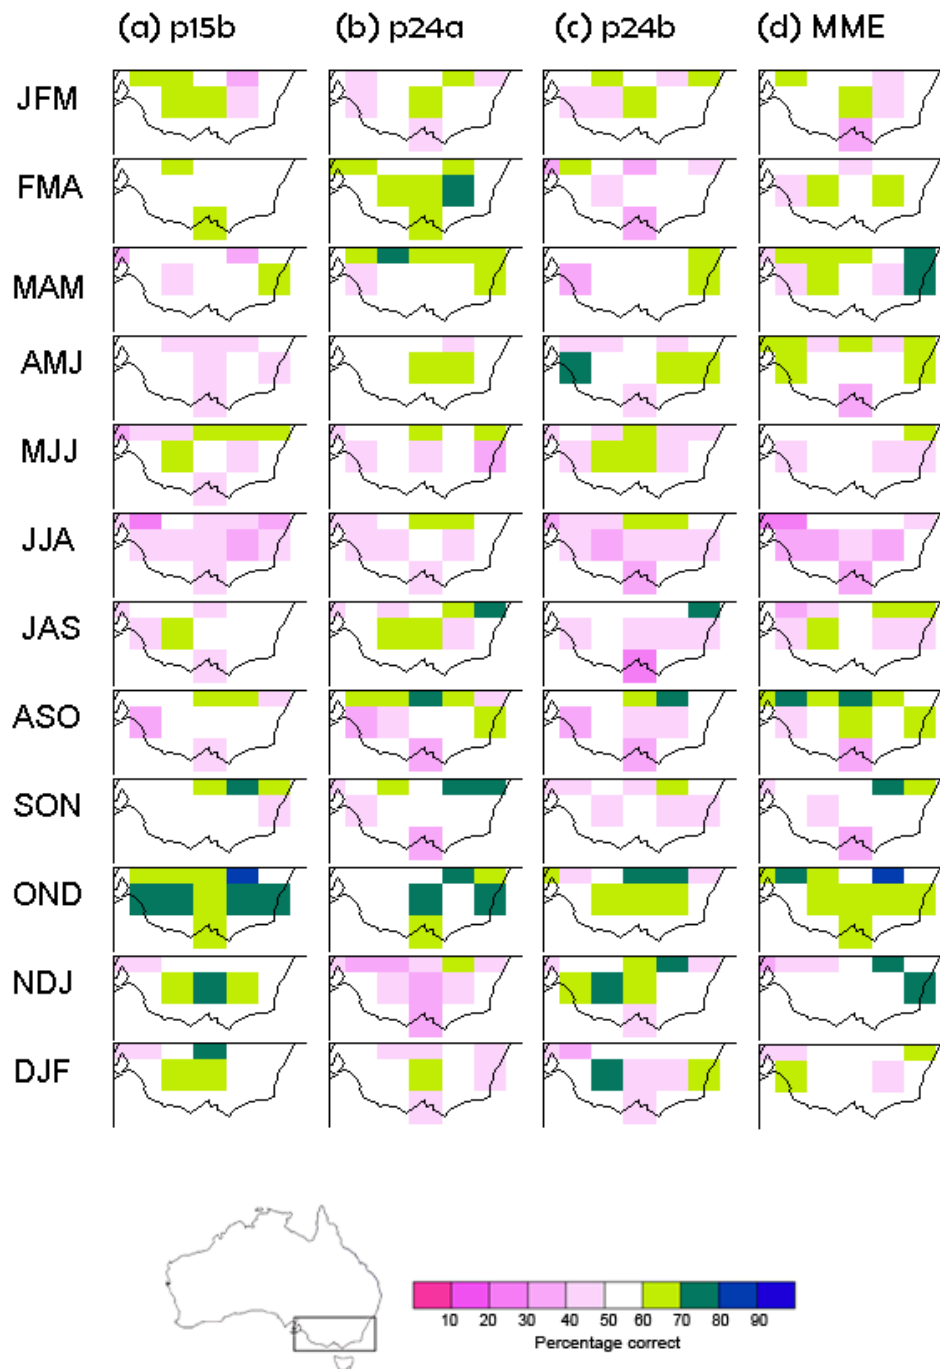 (a) p15b (b) p24a (c) p24b (d) MME
JFM
FMA
MAM
AMJ
MJJ
JJA
JAS
ASO
SON
OND
NDJ
DJF
10 20 30 40 50 60 70 80 90
Percentage correct